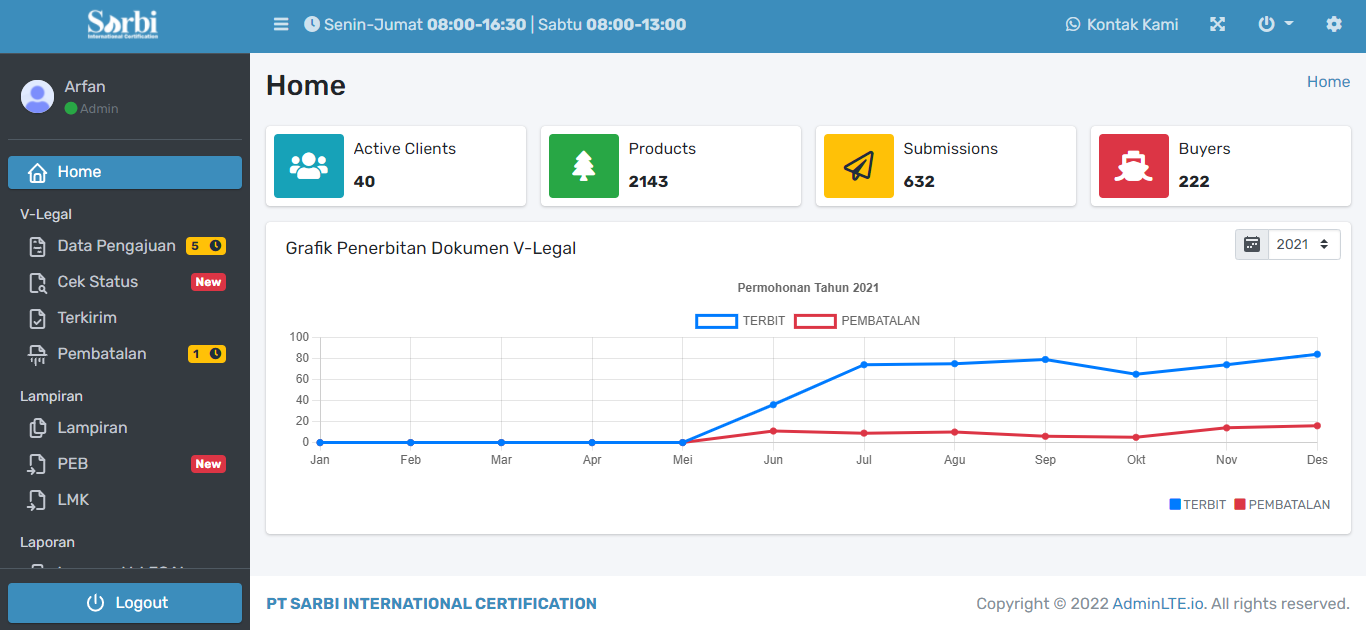 Sarbi
International Certification
Senin-Jumat 08:00-16:30 | Sabtu 08:00-13:00
Kontak Kami
Arfan
Admin
Home
V-Legal
Data Pengajuan 5
Cek Status New
Terkirim
Pembatalan 1
Lampiran
Lampiran
PEB New
LMK
Laporan
Logout
Home
Home
Active Clients
40
Products
2143
Submissions
632
Buyers
222
Grafik Penerbitan Dokumen V-Legal
2021
Permohonan Tahun 2021
TERBIT PEMBATALAN
100
80
60
40
20
0
Jan Feb Mar Apr Mei Jun Jul Agu Sep Okt Nov Des
TERBIT PEMBATALAN
PT SARBI INTERNATIONAL CERTIFICATION
Copyright © 2022 AdminLTE.io. All rights reserved.